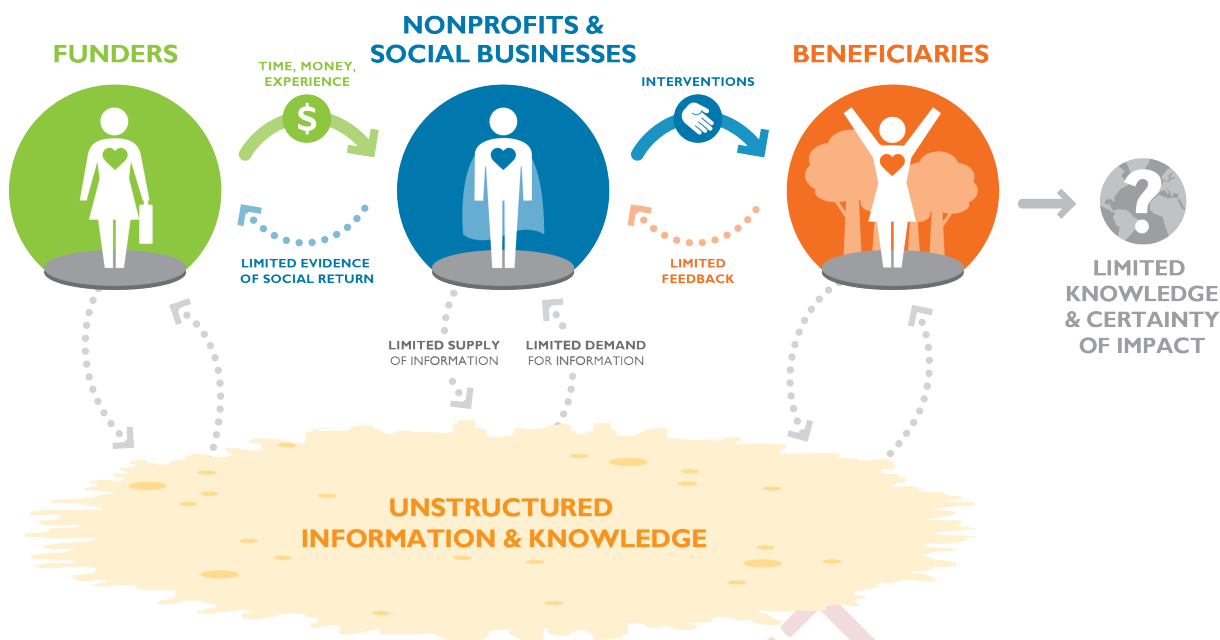 FUNDERS
TIME, MONEY,
EXPERIENCE
$
NONPROFITS &
SOCIAL BUSINESSES
INTERVENTIONS
BENEFICIARIES
LIMITED EVIDENCE
OF SOCIAL RETURN
LIMITED
FEEDBACK
?
LIMITED
KNOWLEDGE
& CERTAINTY
OF IMPACT
LIMITED SUPPLY
OF INFORMATION
LIMITED DEMAND
FOR INFORMATION
UNSTRUCTURED
INFORMATION & KNOWLEDGE